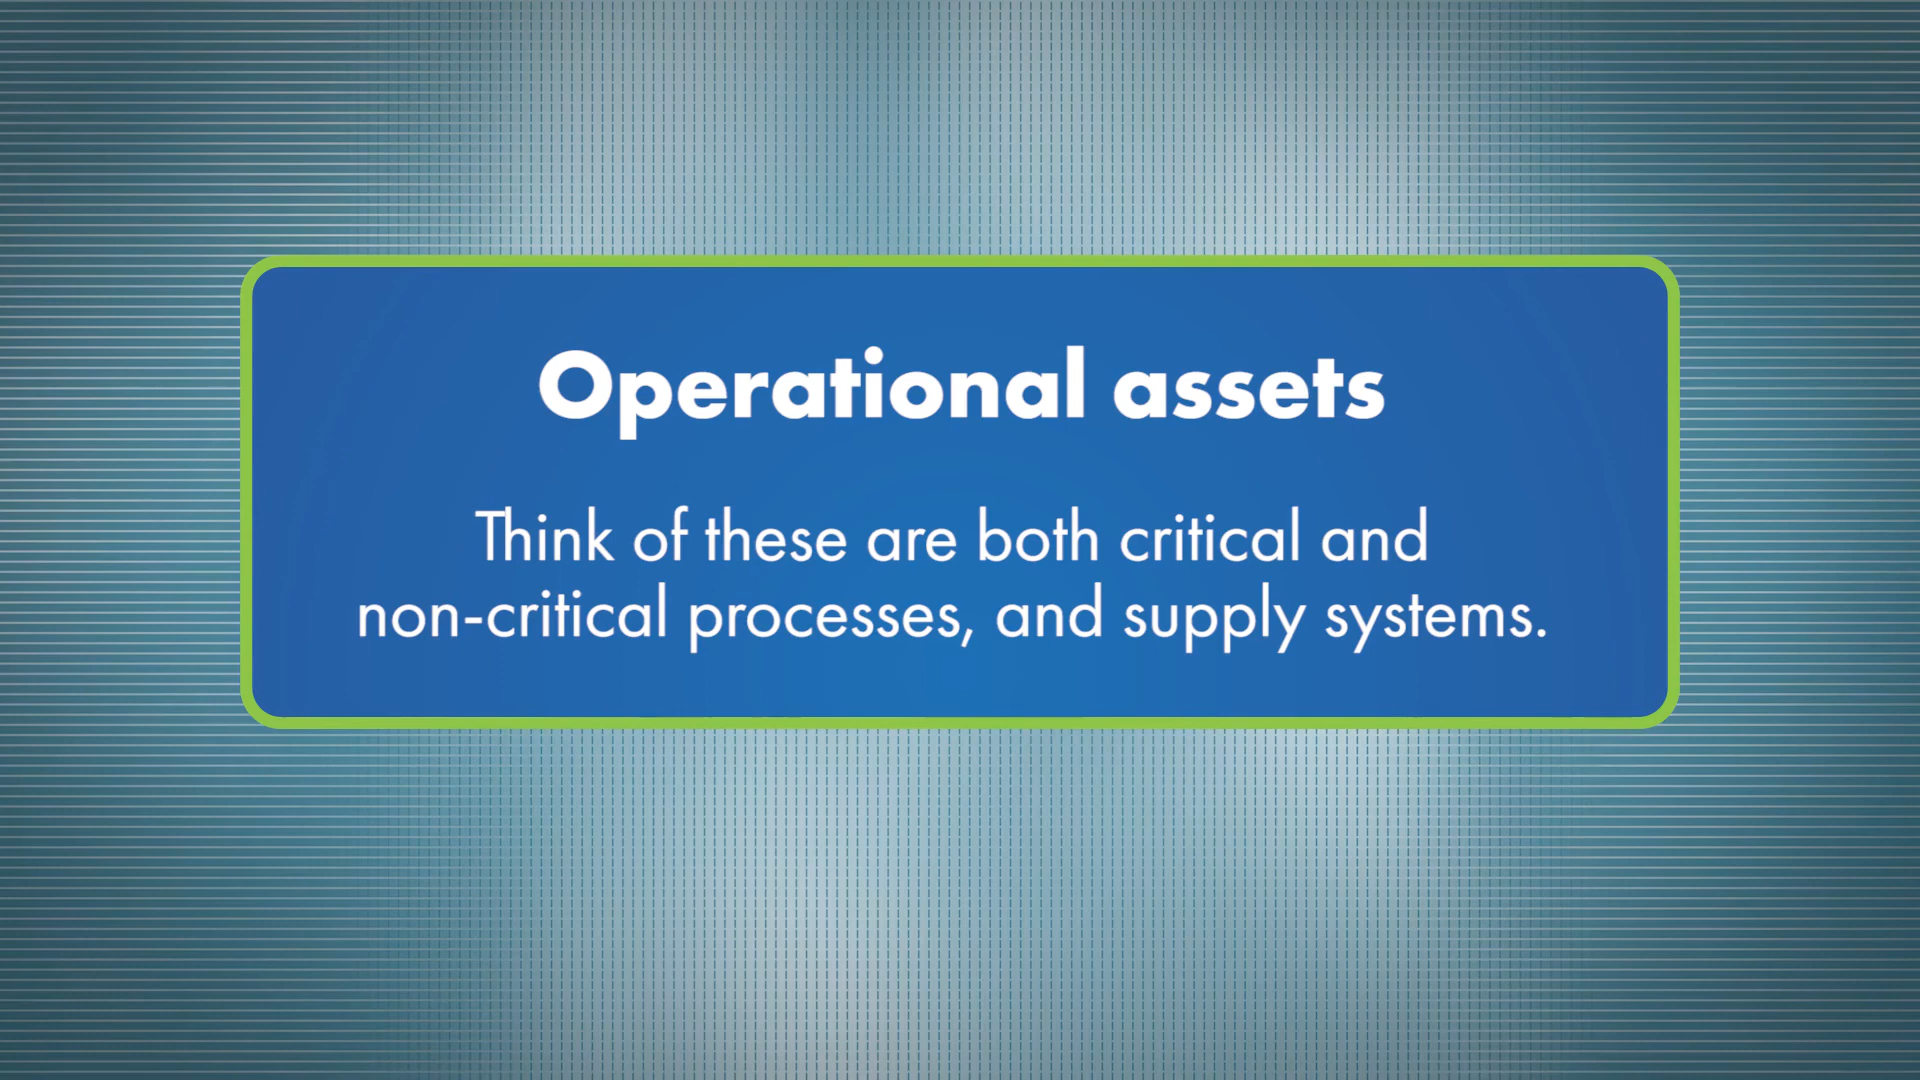 Operational assets
Think of these are both critical and
non-critical processes, and supply systems.